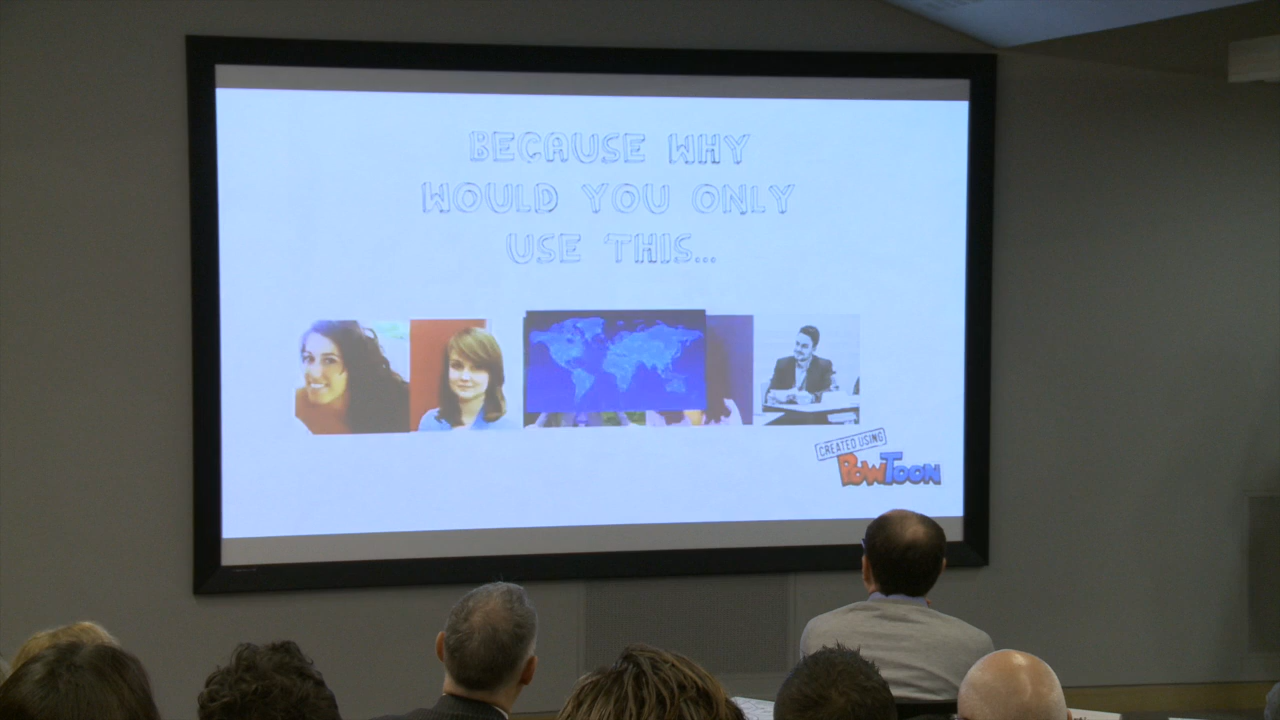 BECAUSE WHY
WOULD YOU ONLY
USE THIS...
CREATED USING
POWTOON